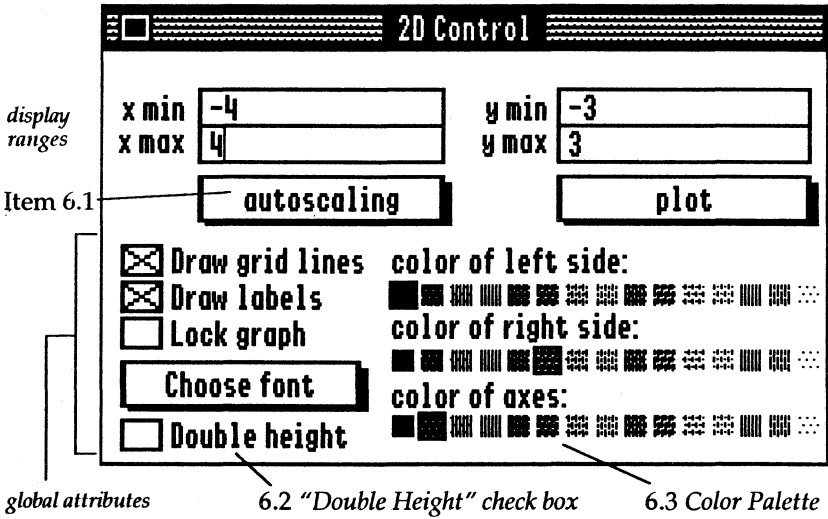 2D Control
display
ranges
x min -4
x max 4
y min -3
y max 3
Item 6.1
autoscaling
plot
Draw grid lines
Draw labels
Lock graph
Choose font
Double height
color of left side:
color of right side:
color of axes:
global attributes
6.2 "Double Height" check box
6.3 Color Palette